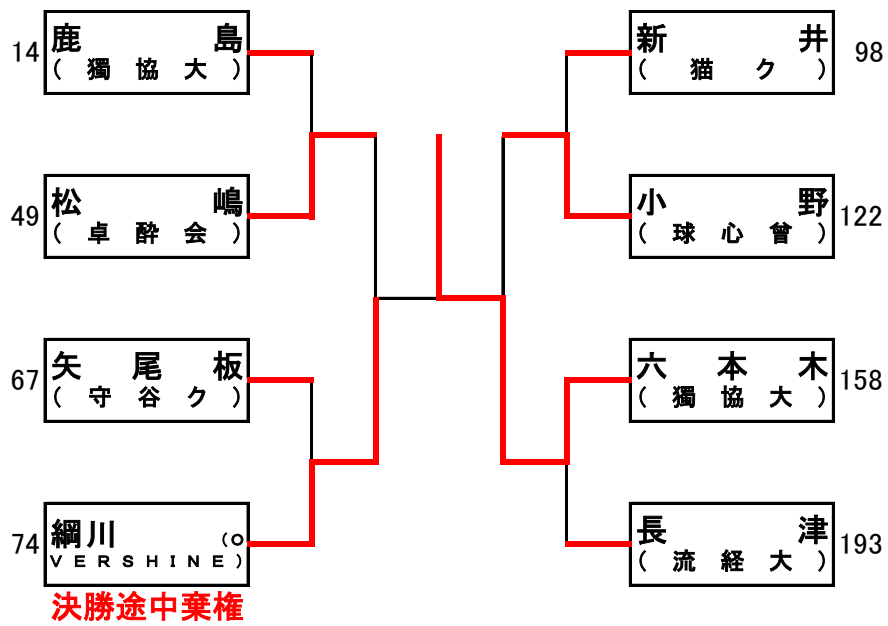 14 鹿島
(獨協大)
49 松嶋
(卓酔会)
67 矢尾板
(守谷ク)
74 綱川 (O
VERSHINE)
決勝途中棄権
新井 98
(猫ク)
小野 122
(球心曾)
六本木 158
(獨協大)
長津 193
(流経大)